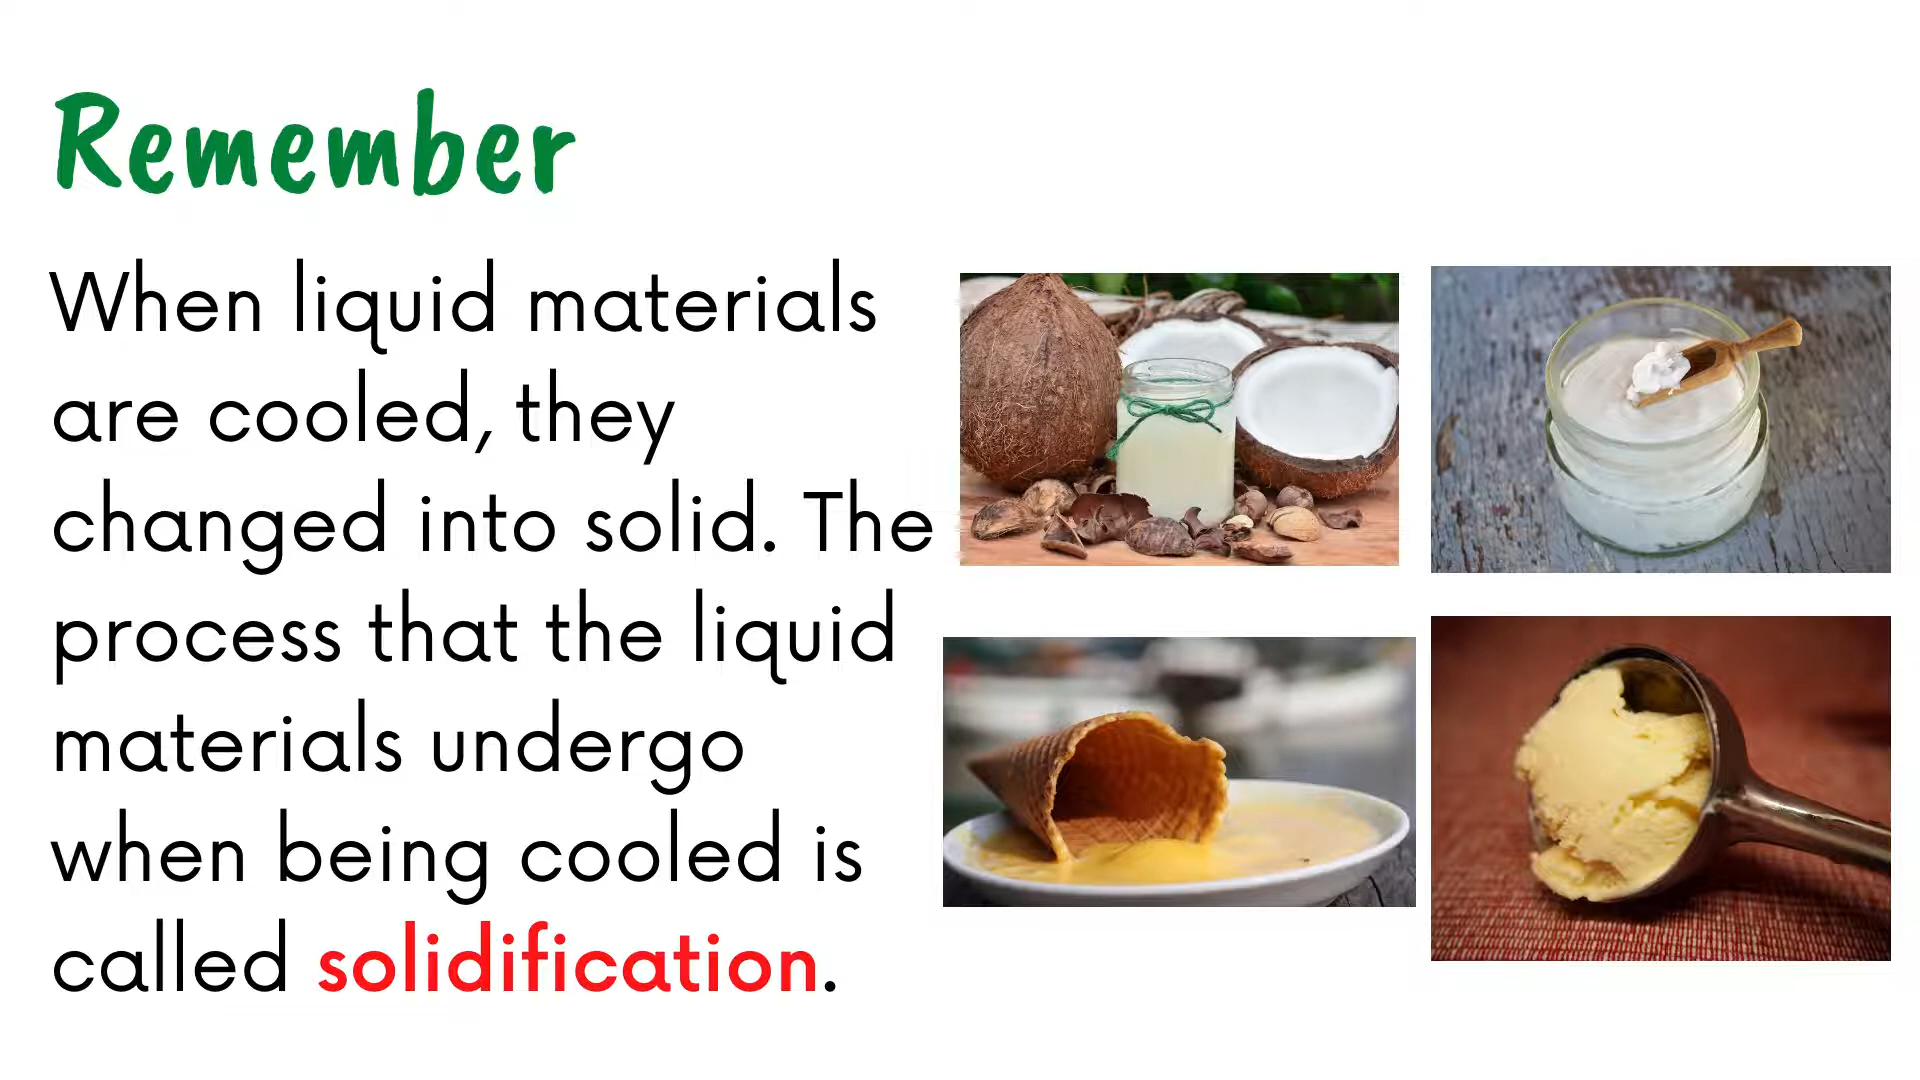 Remember
When liquid materials
are cooled, they
changed into solid. The
process that the liquid
materials undergo
when being cooled is
called solidification.